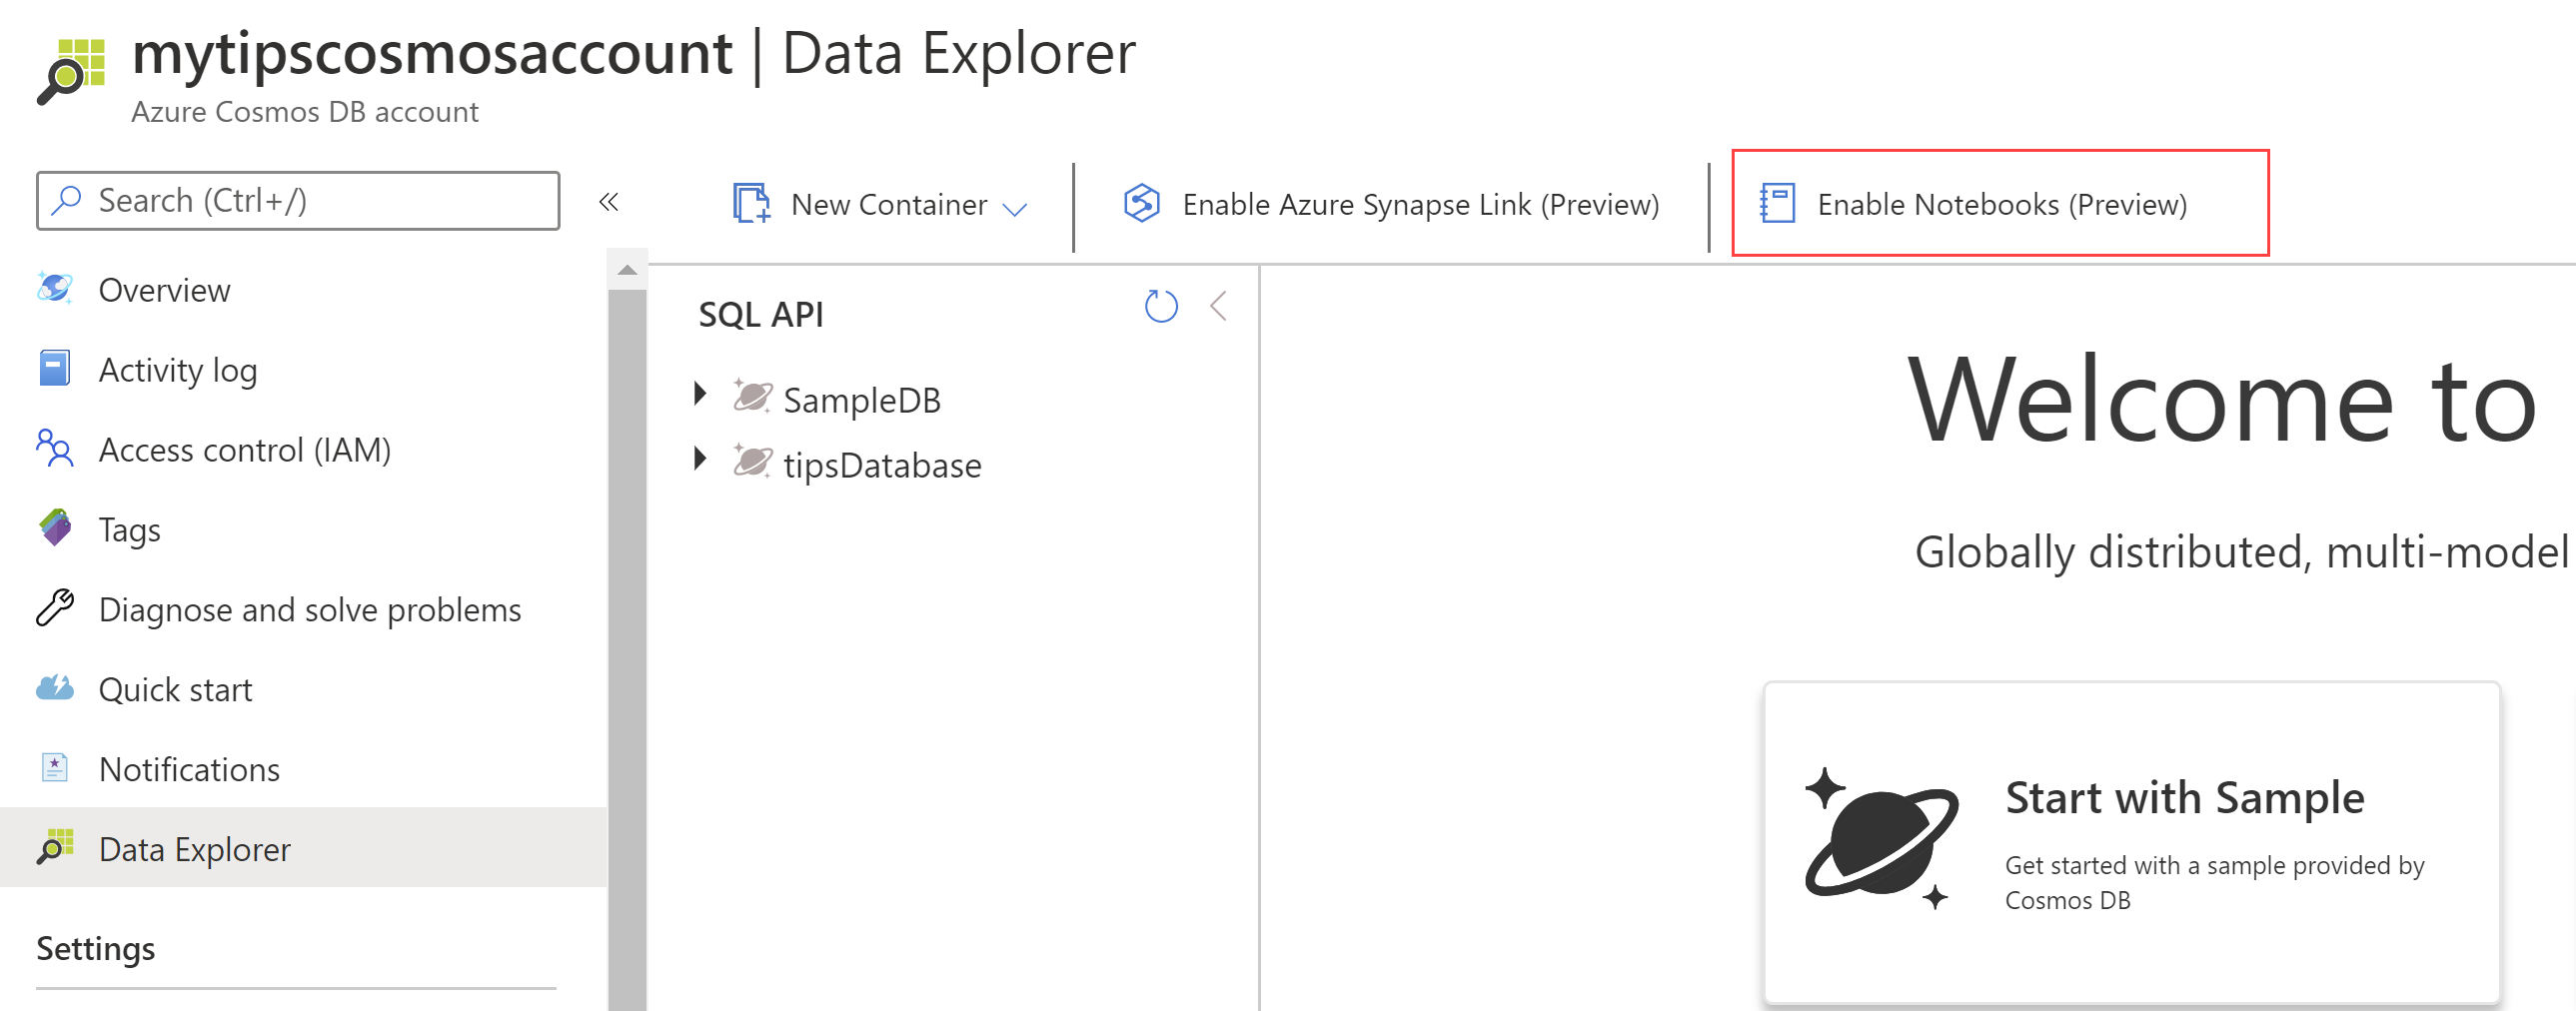 mytipscosmosaccount | Data Explorer
Azure Cosmos DB account
Search (Ctrl+/)
«
New Container
Enable Azure Synapse Link (Preview)
Enable Notebooks (Preview)
Overview
Activity log
Access control (IAM)
Tags
Diagnose and solve problems
Quick start
Notifications
Data Explorer
Settings
SQL API
SampleDB
tipsDatabase
Welcome to
Globally distributed, multi-model
Start with Sample
Get started with a sample provided by
Cosmos DB